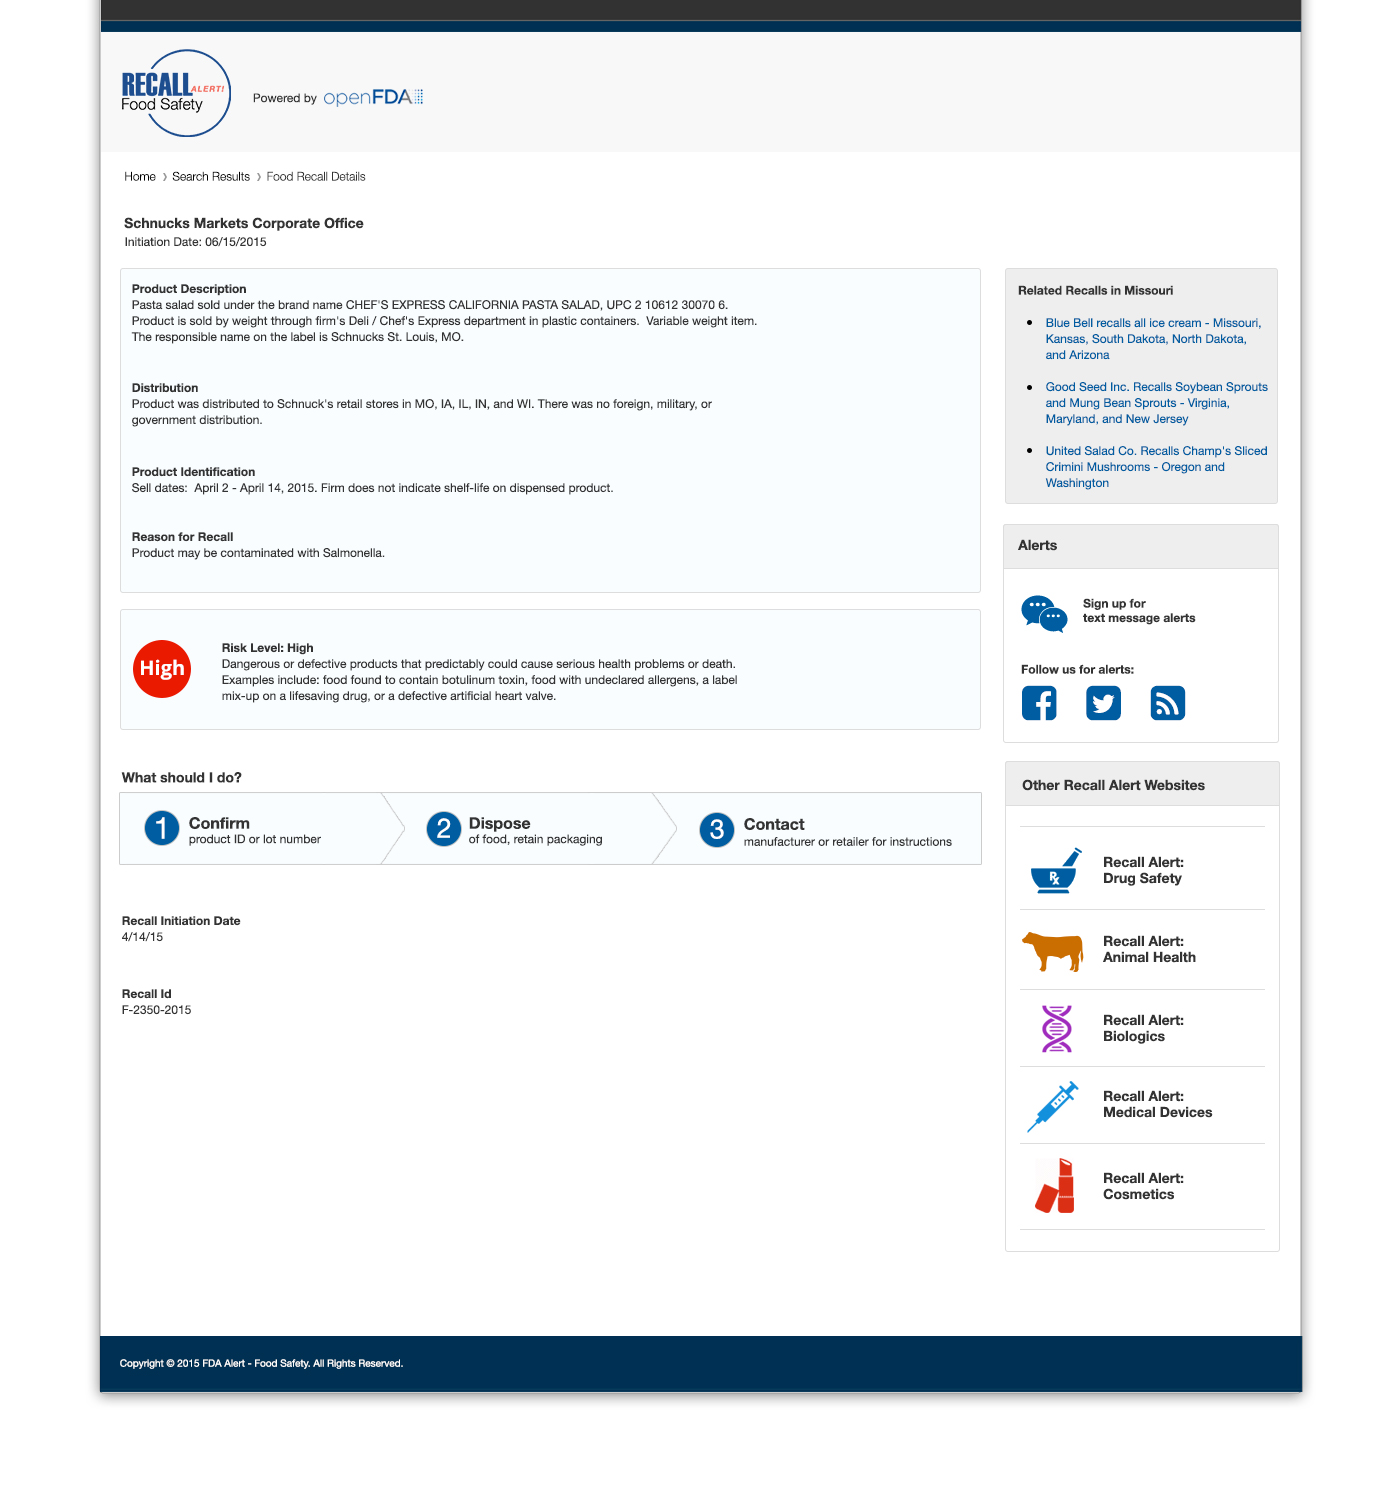 RECALL ALERT!
Food Safety
Powered by openFDA
Home › Search Results › Food Recall Details
Schnucks Markets Corporate Office
Initiation Date: 06/15/2015
Product Description
Pasta salad sold under the brand name CHEF'S EXPRESS CALIFORNIA PASTA SALAD, UPC 2 10612 30070 6.
Product is sold by weight through firm's Deli / Chef's Express department in plastic containers.  Variable weight item.
The responsible name on the label is Schnucks St. Louis, MO.
Distribution
Product was distributed to Schnuck's retail stores in MO, IA, IL, IN, and WI. There was no foreign, military, or
government distribution.
Product Identification
Sell dates:  April 2 - April 14, 2015. Firm does not indicate shelf-life on dispensed product.
Reason for Recall
Product may be contaminated with Salmonella.
High
Risk Level: High
Dangerous or defective products that predictably could cause serious health problems or death.
Examples include: food found to contain botulinum toxin, food with undeclared allergens, a label
mix-up on a lifesaving drug, or a defective artificial heart valve.
What should I do?
1 Confirm
product ID or lot number
2 Dispose
of food, retain packaging
3 Contact
manufacturer or retailer for instructions
Recall Initiation Date
4/14/15
Recall Id
F-2350-2015
Related Recalls in Missouri
• Blue Bell recalls all ice cream - Missouri,
Kansas, South Dakota, North Dakota,
and Arizona
• Good Seed Inc. Recalls Soybean Sprouts
and Mung Bean Sprouts - Virginia,
Maryland, and New Jersey
• United Salad Co. Recalls Champ's Sliced
Crimini Mushrooms - Oregon and
Washington
Alerts
Sign up for
text message alerts
Follow us for alerts:
Other Recall Alert Websites
Rx
Recall Alert:
Drug Safety
Recall Alert:
Animal Health
Recall Alert:
Biologics
Recall Alert:
Medical Devices
Recall Alert:
Cosmetics
Copyright © 2015 FDA Alert - Food Safety. All Rights Reserved.